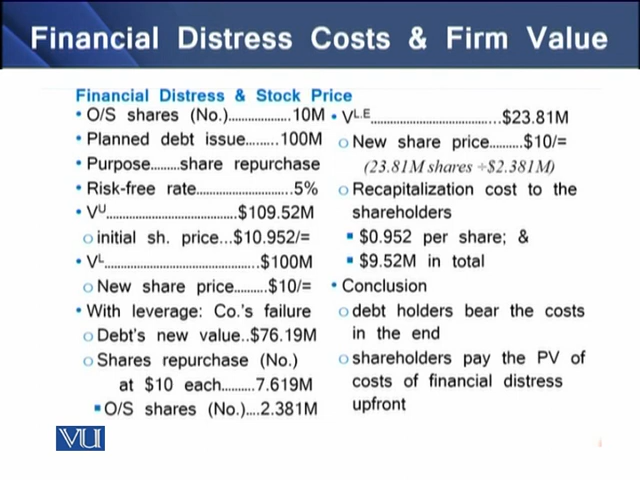 Financial Distress Costs & Firm Value
Financial Distress & Stock Price
• O/S shares (No.)....................10M
• Planned debt issue.........100M
• Purpose.........share repurchase
• Risk-free rate..............................5%
• VU.........................................$109.52M
o initial sh. price...$10.952/=
• VL................................................$100M
o New share price..........$10/=
• With leverage: Co.'s failure
o Debt's new value..$76.19M
o Shares repurchase (No.)
at $10 each..........7.619M
▪ O/S shares (No.)....2.381M
• VL.E.........................................$23.81M
o New share price..........$10/=
(23.81M shares ÷$2.381M)
o Recapitalization cost to the
shareholders
▪ $0.952 per share; &
▪ $9.52M in total
• Conclusion
o debt holders bear the costs
in the end
o shareholders pay the PV of
costs of financial distress
upfront
VU